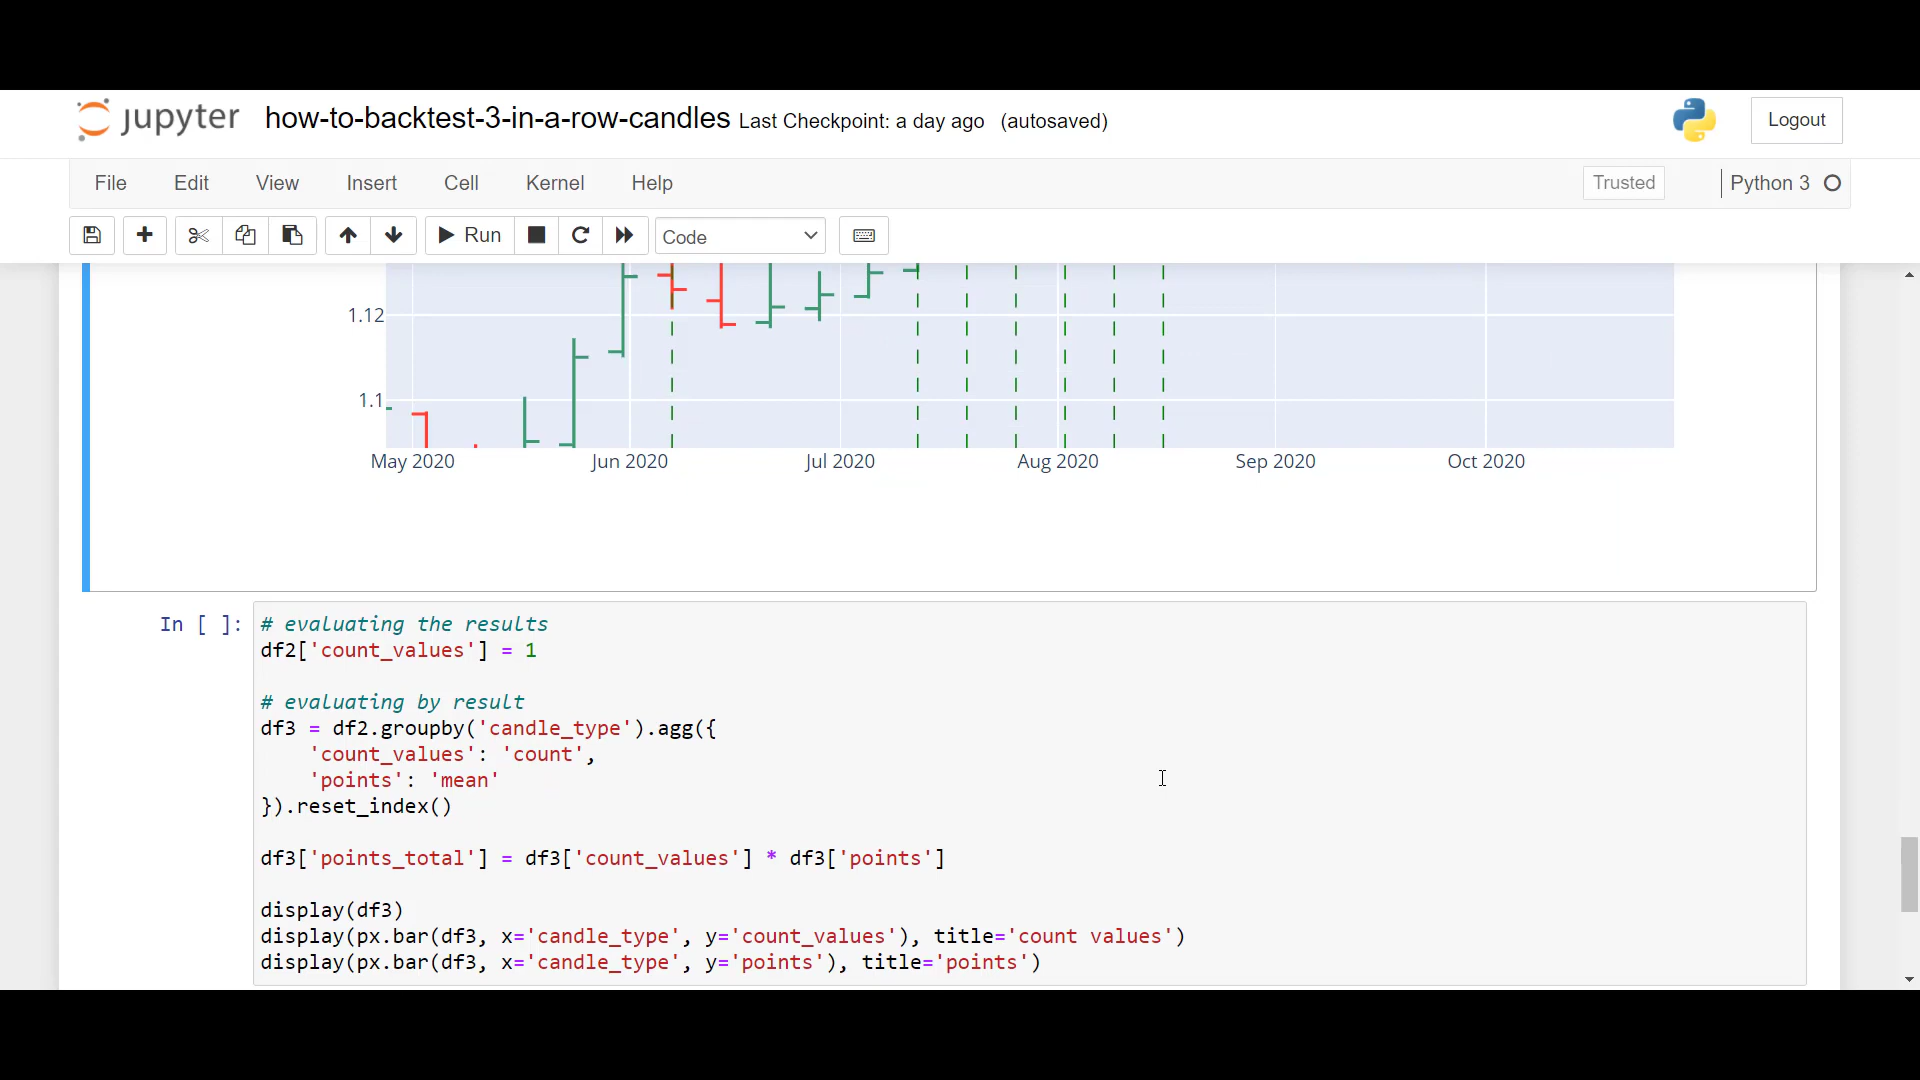 jupyter how-to-backtest-3-in-a-row-candles Last Checkpoint: a day ago (autosaved) Logout
File Edit View Insert Cell Kernel Help Trusted Python 3
Run Code
1.12
1.1
May 2020 Jun 2020 Jul 2020 Aug 2020 Sep 2020 Oct 2020
In [ ]: # evaluating the results
df2['count_values'] = 1
# evaluating by result
df3 = df2.groupby('candle_type').agg({
    'count_values': 'count',
    'points': 'mean'
}).reset_index()
df3['points_total'] = df3['count_values'] * df3['points']
display(df3)
display(px.bar(df3, x='candle_type', y='count_values'), title='count values')
display(px.bar(df3, x='candle_type', y='points'), title='points')